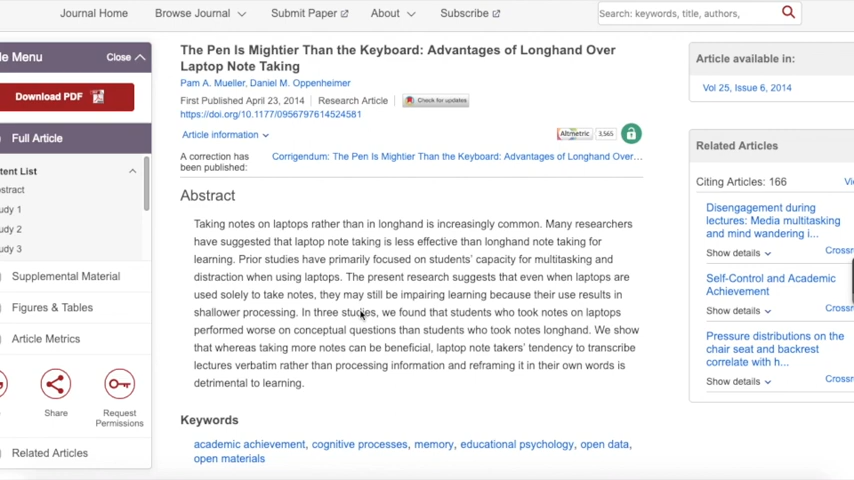 Journal Home Browse Journal Submit Paper About Subscribe Search: keywords, title, authors,
Menu Close
Download PDF
Full Article
Study 1
Study 2
Study 3
Supplemental Material
Figures & Tables
Article Metrics
Share Request
Permissions
Related Articles
The Pen Is Mightier Than the Keyboard: Advantages of Longhand Over
Laptop Note Taking
Pam A. Mueller, Daniel M. Oppenheimer
First Published April 23, 2014 Research Article Check for updates
https://doi.org/10.1177/0956797614524581
Article information Altmetric 3,565
A correction has Corrigendum: The Pen Is Mightier Than the Keyboard: Advantages of Longhand Over...
been published:
Abstract
Taking notes on laptops rather than in longhand is increasingly common. Many researchers
have suggested that laptop note taking is less effective than longhand note taking for
learning. Prior studies have primarily focused on students' capacity for multitasking and
distraction when using laptops. The present research suggests that even when laptops are
used solely to take notes, they may still be impairing learning because their use results in
shallower processing. In three studies, we found that students who took notes on laptops
performed worse on conceptual questions than students who took notes longhand. We show
that whereas taking more notes can be beneficial, laptop note takers' tendency to transcribe
lectures verbatim rather than processing information and reframing it in their own words is
detrimental to learning.
Keywords
academic achievement, cognitive processes, memory, educational psychology, open data,
open materials
Article available in:
Vol 25, Issue 6, 2014
Related Articles
Citing Articles: 166
Disengagement during
lectures: Media multitasking
and mind wandering i...
Show details
Self-Control and Academic
Achievement
Show details
Pressure distributions on the
chair seat and backrest
correlate with h...
Show details